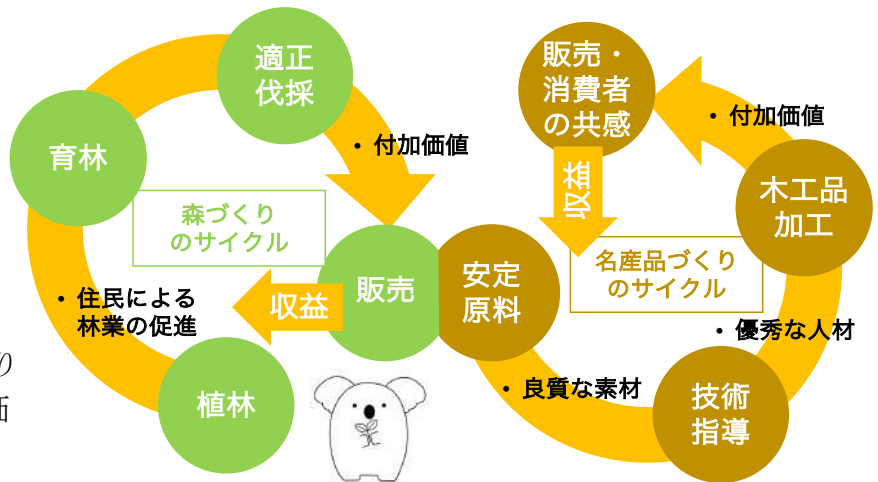 適正
伐採
・付加価値
育林
森づくり
のサイクル
販売
収益
・住民による
林業の促進
植林
販売・
消費者
の共感
・付加価値
収益
木工品
加工
名産品づくり
のサイクル
安定
原料
・優秀な人材
・良質な素材
技術
指導
り